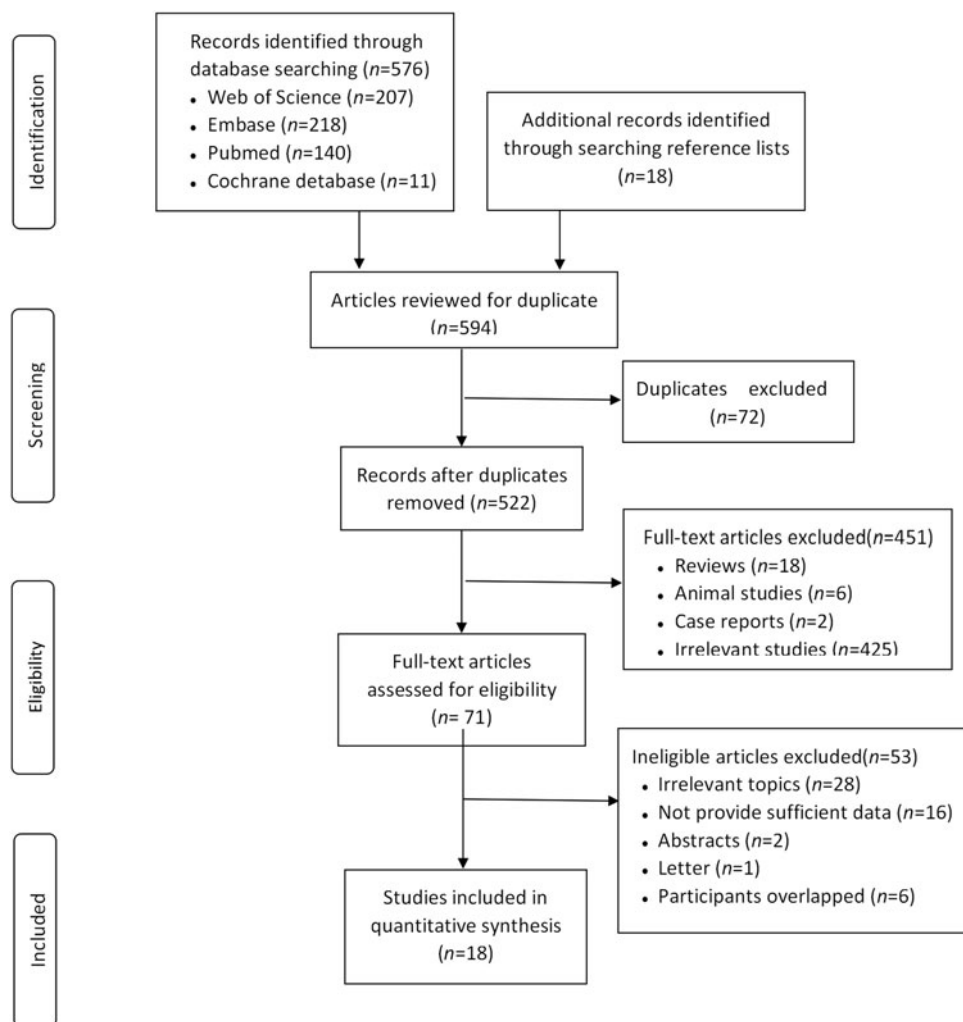 Identification
Records identified through
database searching (n=576)
• Web of Science (n=207)
• Embase (n=218)
• Pubmed (n=140)
• Cochrane detabase (n=11)
Additional records identified
through searching reference lists
(n=18)
Screening
Articles reviewed for duplicate
(n=594)
Duplicates excluded
(n=72)
Records after duplicates
removed (n=522)
Eligibility
Full-text articles excluded(n=451)
• Reviews (n=18)
• Animal studies (n=6)
• Case reports (n=2)
• Irrelevant studies (n=425)
Full-text articles
assessed for eligibility
(n= 71)
Ineligible articles excluded(n=53)
• Irrelevant topics (n=28)
• Not provide sufficient data (n=16)
• Abstracts (n=2)
• Letter (n=1)
• Participants overlapped (n=6)
Included
Studies included in
quantitative synthesis
(n=18)